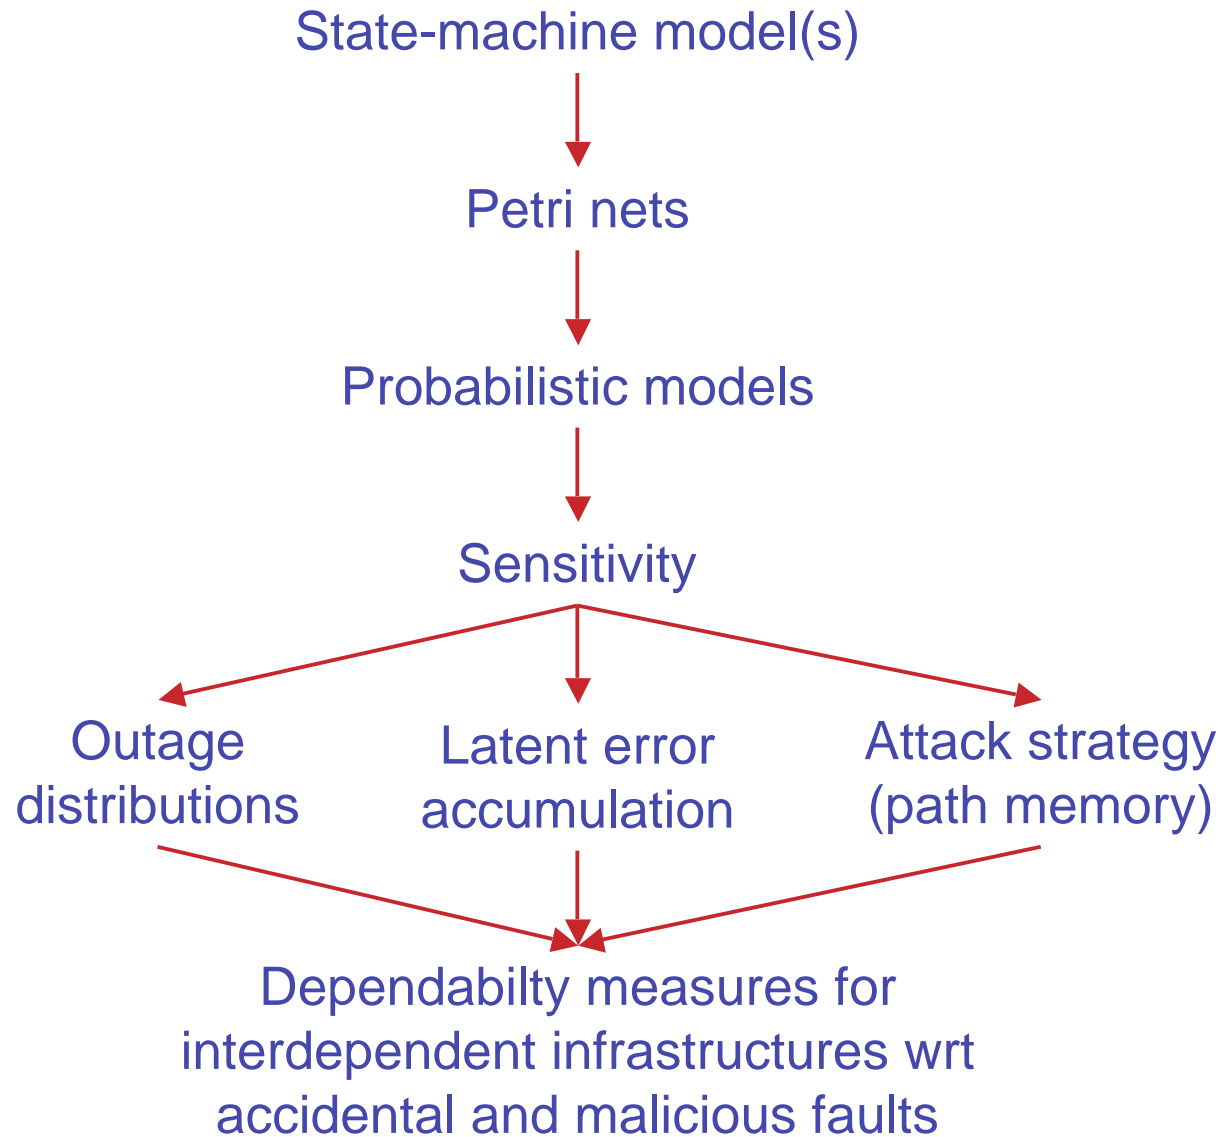 State-machine model(s)
Petri nets
Probabilistic models
Sensitivity
Outage
distributions
Latent error
accumulation
Attack strategy
(path memory)
Dependabilty measures for
interdependent infrastructures wrt
accidental and malicious faults